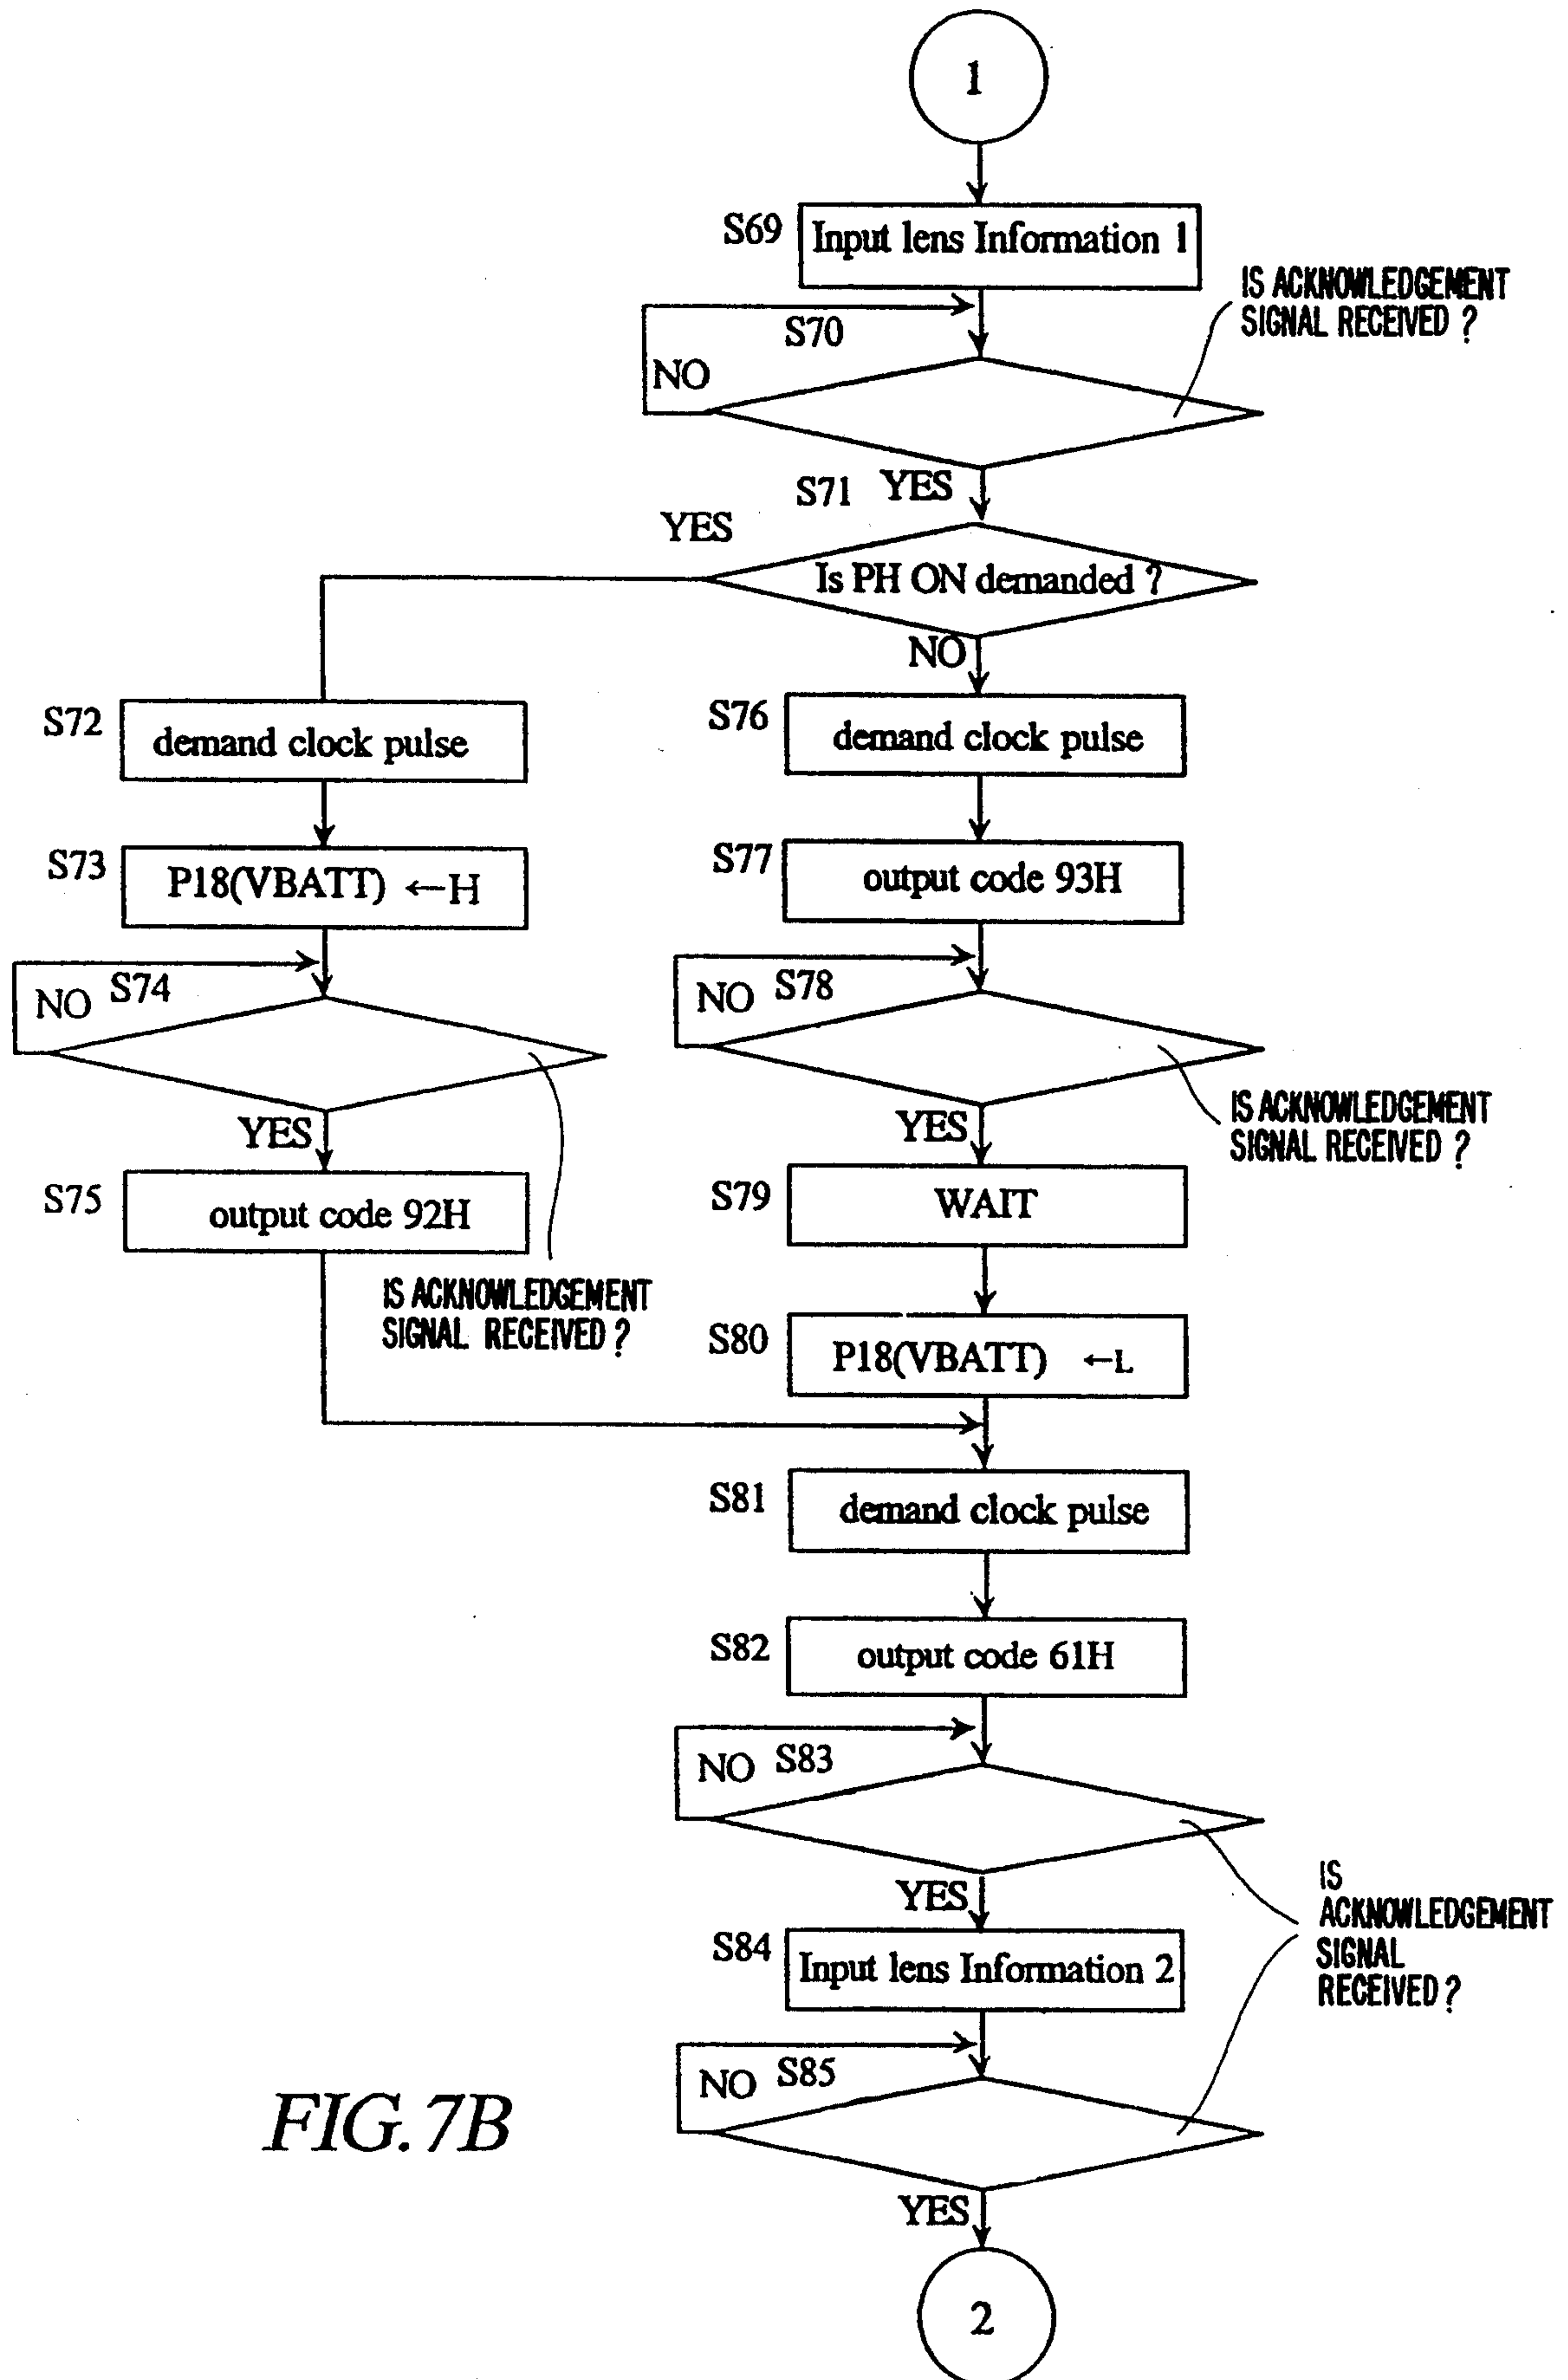 1
S69
Input lens Information 1
IS ACKNOWLEDGEMENT
SIGNAL RECEIVED ?
S70
NO
S71
YES
YES
Is PH ON demanded ?
NO
S72
demand clock pulse
S76
demand clock pulse
S73
P18(VBATT) ←H
S77
output code 93H
S74
NO
S78
NO
IS ACKNOWLEDGEMENT
SIGNAL RECEIVED ?
YES
YES
S75
output code 92H
S79
WAIT
IS ACKNOWLEDGEMENT
SIGNAL RECEIVED ?
S80
P18(VBATT) ←L
S81
demand clock pulse
S82
output code 61H
NO
S83
YES
IS
ACKNOWLEDGEMENT
SIGNAL
RECEIVED ?
S84
Input lens Information 2
NO
S85
YES
2
FIG. 7B